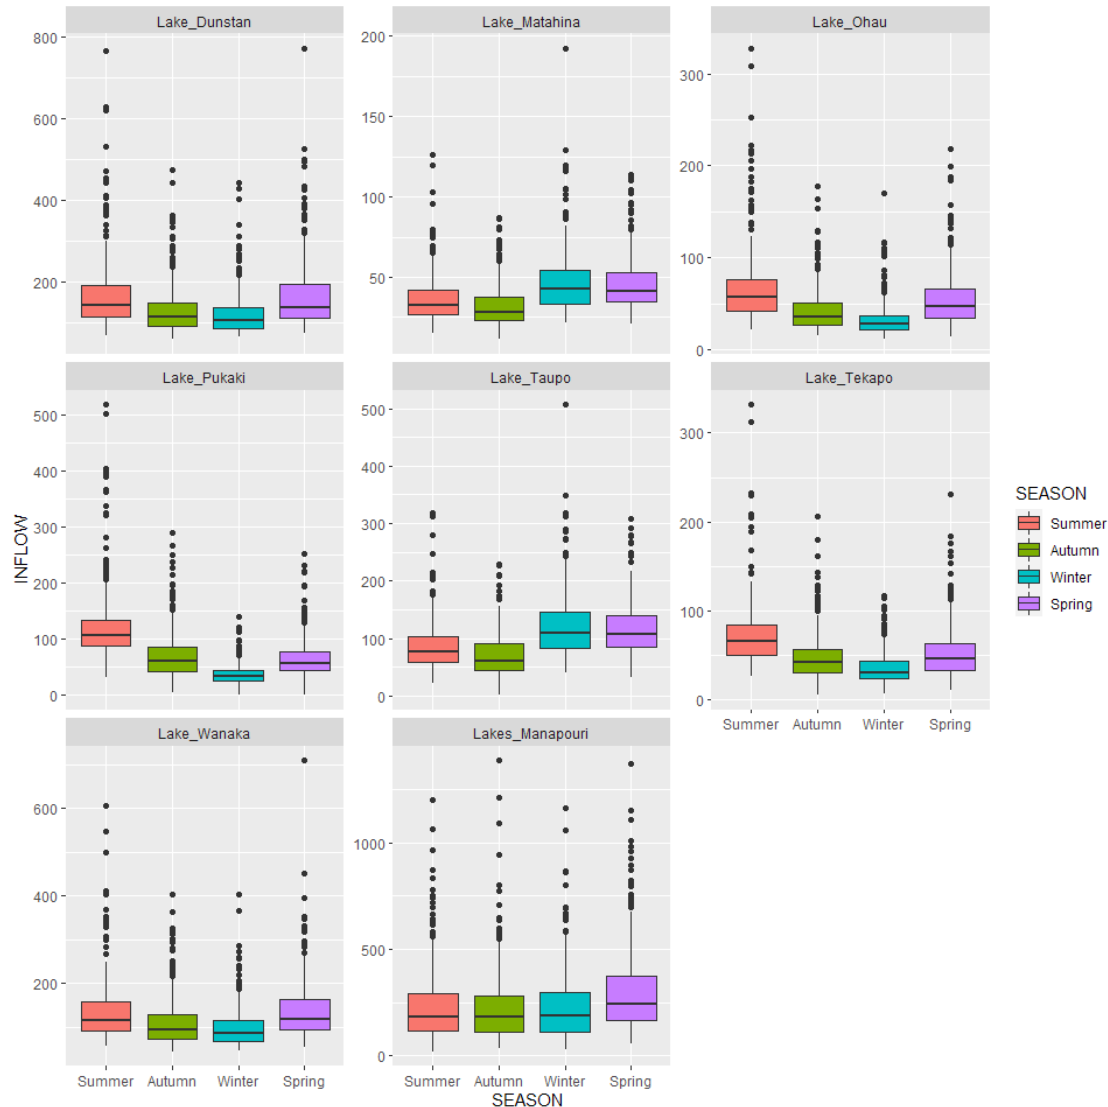 Lake_Dunstan
Lake_Matahina
Lake_Ohau
800
600
400
200
200
150
100
50
300
200
100
0
Lake_Pukaki
Lake_Taupo
Lake_Tekapo
500
400
300
200
100
0
500
400
300
200
100
0
300
200
100
0
Summer Autumn Winter Spring
Lake_Wanaka
Lakes_Manapouri
600
400
200
1000
500
0
Summer Autumn Winter Spring
Summer Autumn Winter Spring
SEASON
INFLOW
SEASON
Summer
Autumn
Winter
Spring